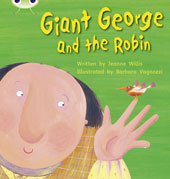 Giant George
and the Robin
Written by Jeanne Willis
Illustrated by Barbara Vagnozzi